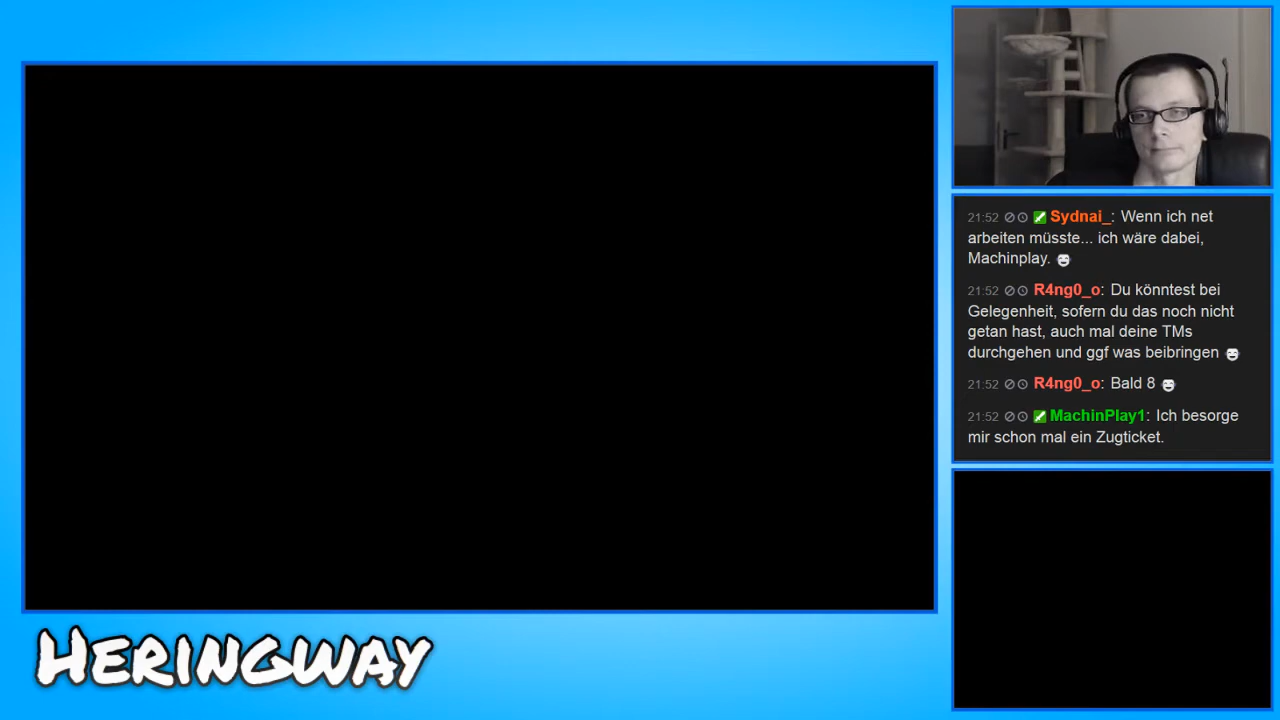 21:52 Sydnai_: Wenn ich net
arbeiten müsste... ich wäre dabei,
Machinplay.
21:52 R4ng0_o: Du könntest bei
Gelegenheit, sofern du das noch nicht
getan hast, auch mal deine TMs
durchgehen und ggf was beibringen
21:52 R4ng0_o: Bald 8
21:52 MachinPlay1: Ich besorge
mir schon mal ein Zugticket.
HERINGWAY